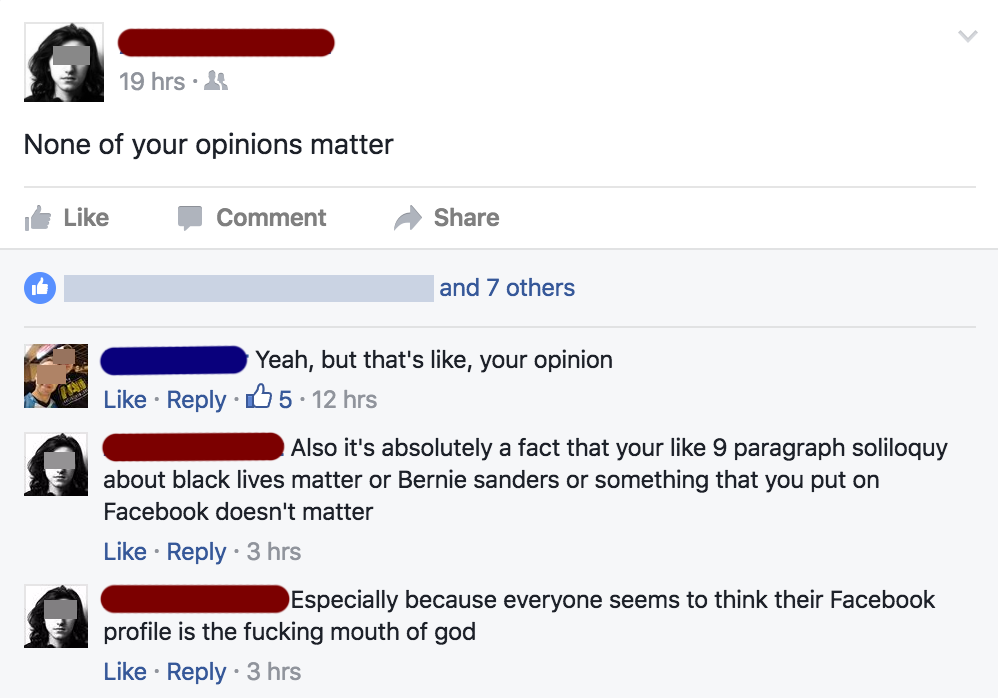 19 hrs ·
None of your opinions matter
Like Comment Share
and 7 others
Yeah, but that's like, your opinion
Like · Reply · 5 · 12 hrs
Also it's absolutely a fact that your like 9 paragraph soliloquy
about black lives matter or Bernie sanders or something that you put on
Facebook doesn't matter
Like · Reply · 3 hrs
Especially because everyone seems to think their Facebook
profile is the fucking mouth of god
Like · Reply · 3 hrs